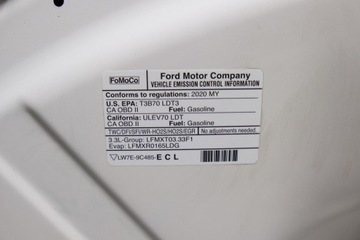 FoMoCo
Ford Motor Company
VEHICLE EMISSION CONTROL INFORMATION
Conforms to regulations: 2020 MY
U.S. EPA: T3B70 LDT3
CA OBD II Fuel: Gasoline
California: ULEV70 LDT
CA OBD II Fuel: Gasoline
TWC/DFI/SFI/WR-HO2S/HO2S/EGR No adjustments needed.
3.3L-Group: LFMXT03.33F1
Evap: LFMXR0165LDG
LW7E-9C485-ECL